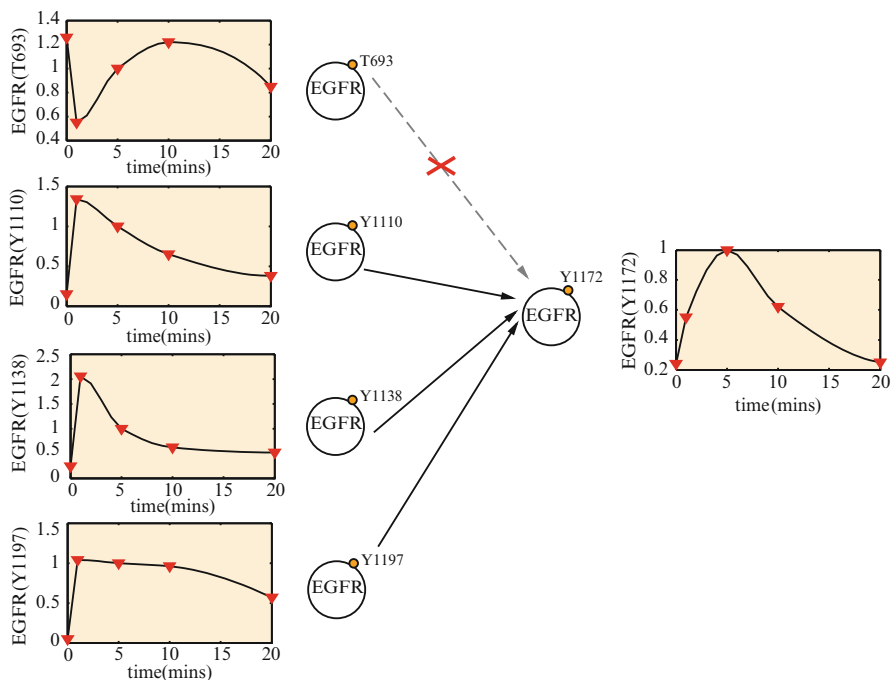 EGFR(T693)
1.4
1.2
1
0.8
0.6
0.4
0 5 10 15 20
time(mins)
EGFR T693
EGFR(Y1110)
1.5
1
0.5
0
0 5 10 15 20
time(mins)
EGFR Y1110
EGFR(Y1138)
2.5
2
1.5
1
0.5
0
0 5 10 15 20
time(mins)
EGFR Y1138
EGFR(Y1197)
1.5
1
0.5
0
0 5 10 15 20
time(mins)
EGFR Y1197
EGFR Y1172
EGFR(Y1172)
1
0.8
0.6
0.4
0.2
0 5 10 15 20
time(mins)